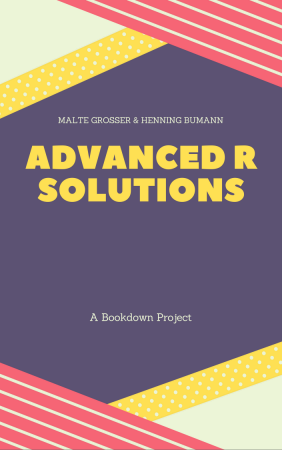 MALTE GROSSER & HENNING BUMANN
ADVANCED R
SOLUTIONS
A Bookdown Project